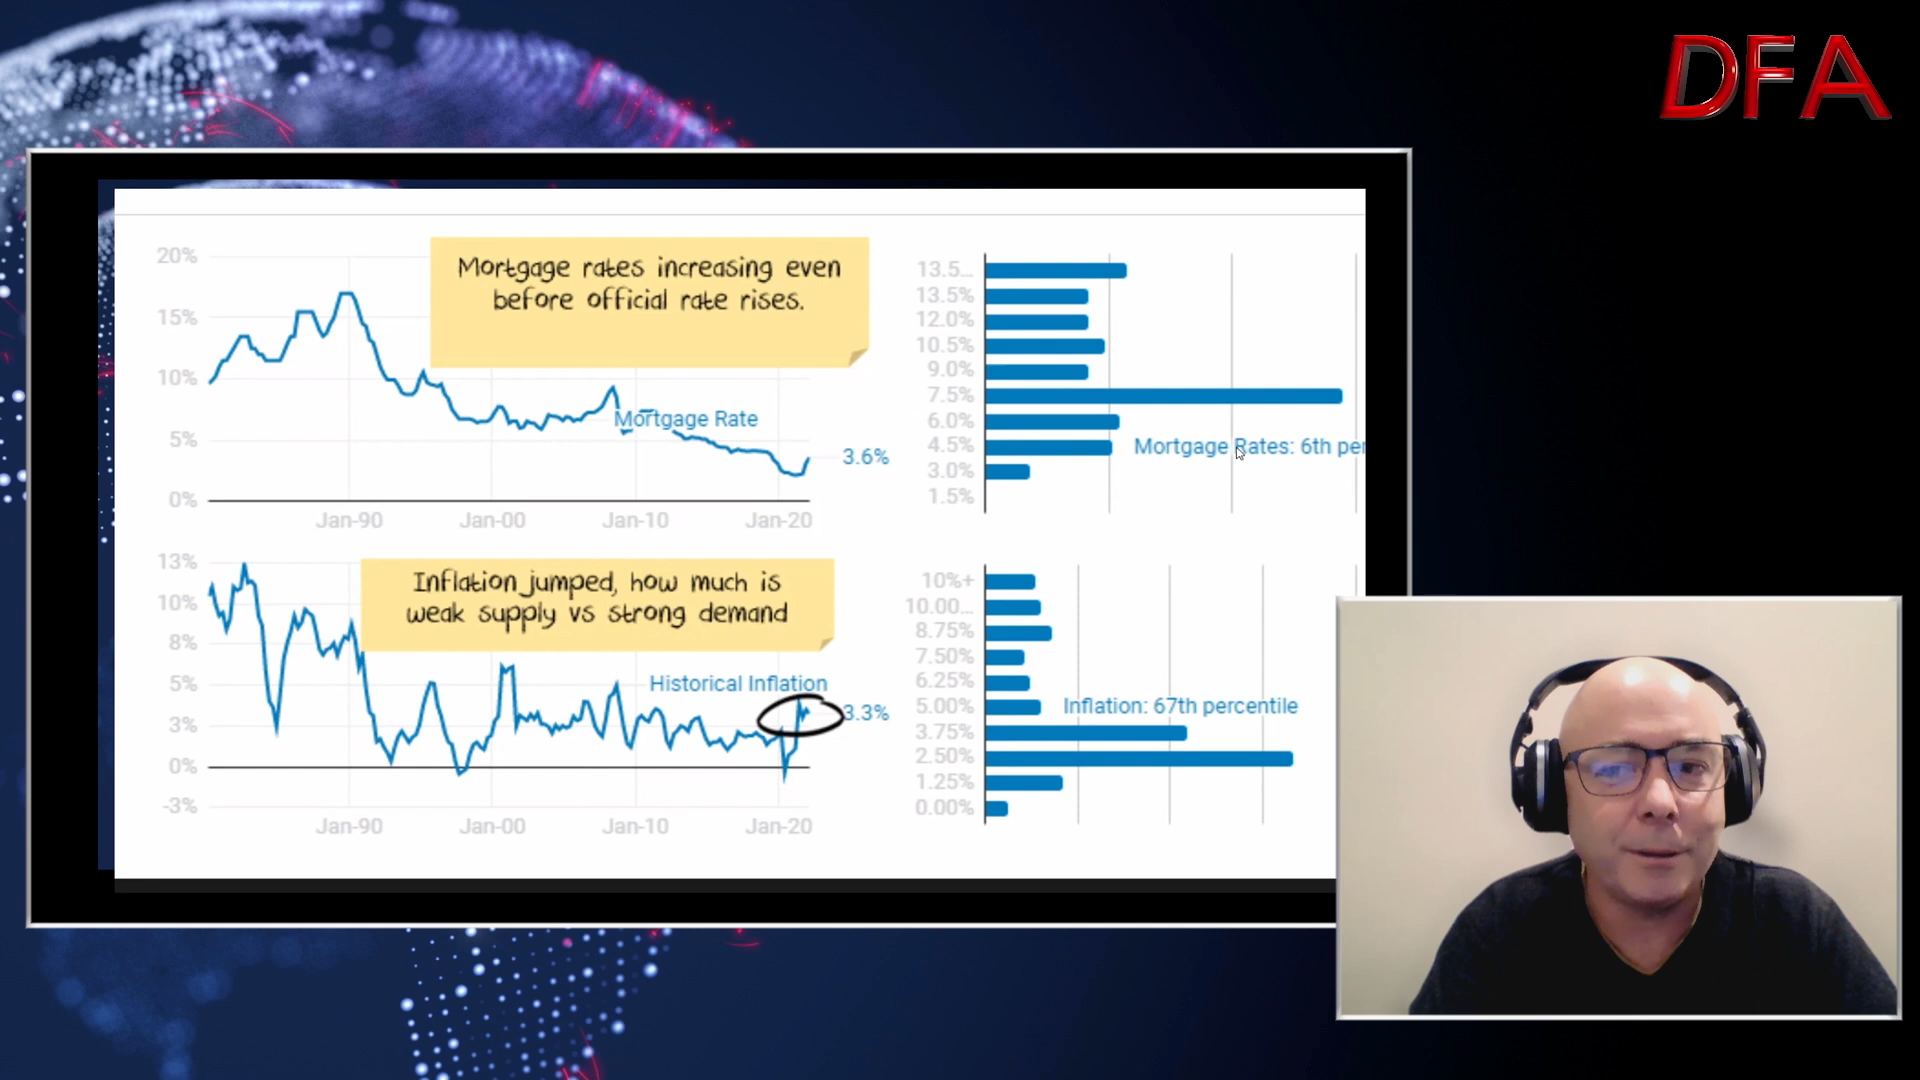 DFA
Mortgage rates increasing even
before official rate rises.
20%
15%
10%
5%
0%
Mortgage Rate
3.6%
Jan-90
Jan-00
Jan-10
Jan-20
13.5...
13.5%
12.0%
10.5%
9.0%
7.5%
6.0%
4.5%
3.0%
1.5%
Mortgage Rates: 6th per
Inflation jumped, how much is
weak supply vs strong demand
13%
10%
8%
5%
3%
0%
-3%
Historical Inflation
3.3%
Jan-90
Jan-00
Jan-10
Jan-20
10%+
10.00...
8.75%
7.50%
6.25%
5.00%
3.75%
2.50%
1.25%
0.00%
Inflation: 67th percentile